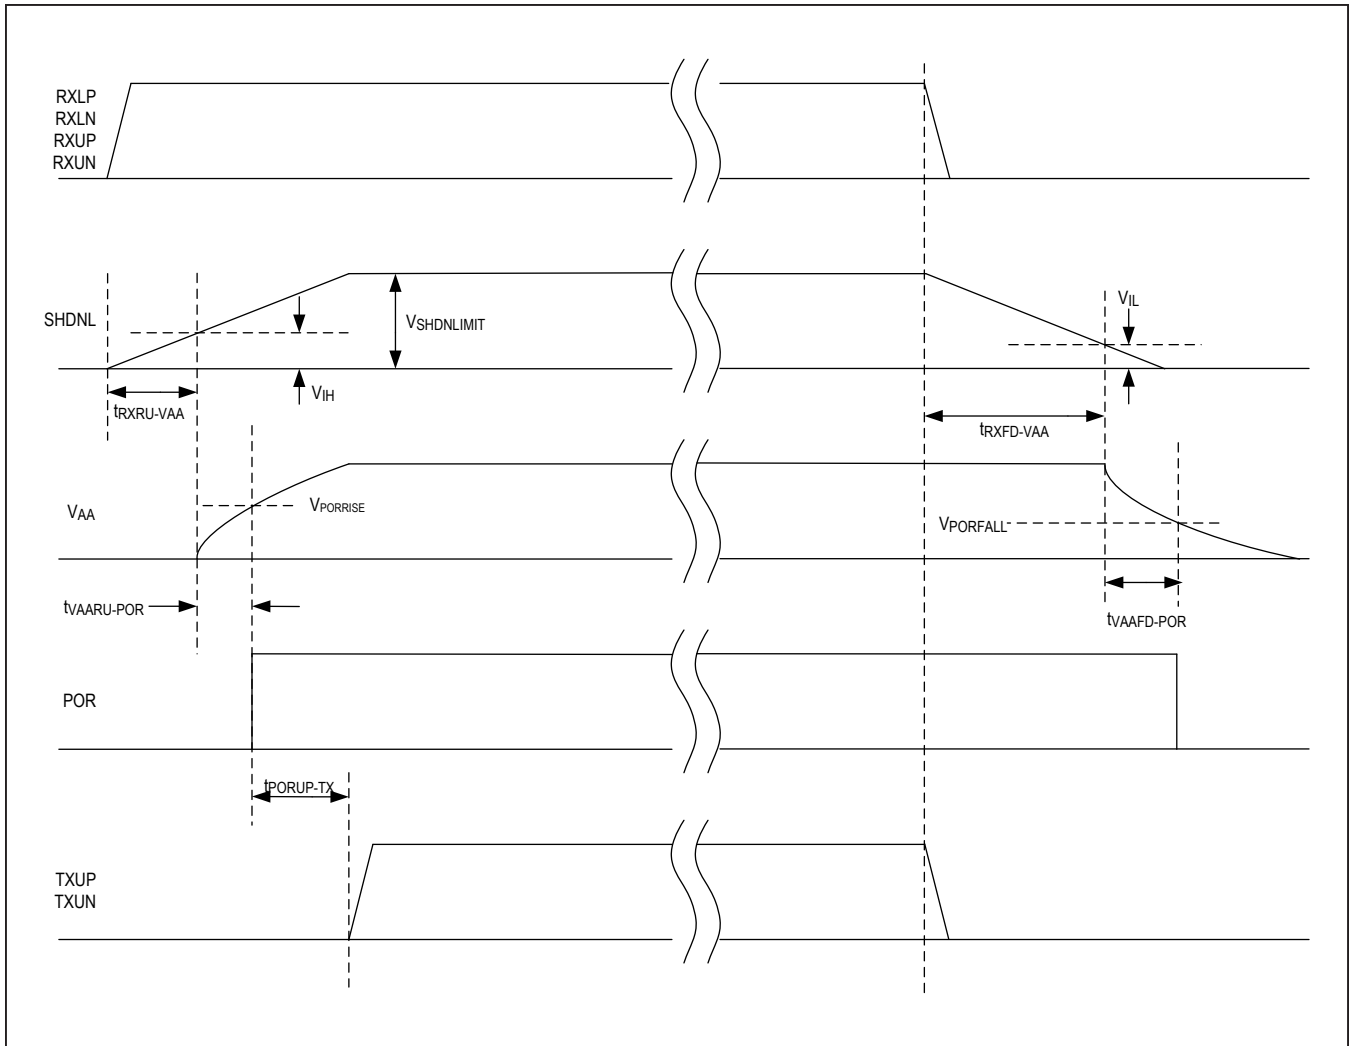 RXLP
RXLN
RXUP
RXUN
SHDNL
VSHDNLIMIT
VIL
VIH
tRXRU-VAA
tRXFD-VAA
VAA
VPORRISE
VPORFALL
tVAARU-POR
tVAAFD-POR
POR
tPORUP-TX
TXUP
TXUN